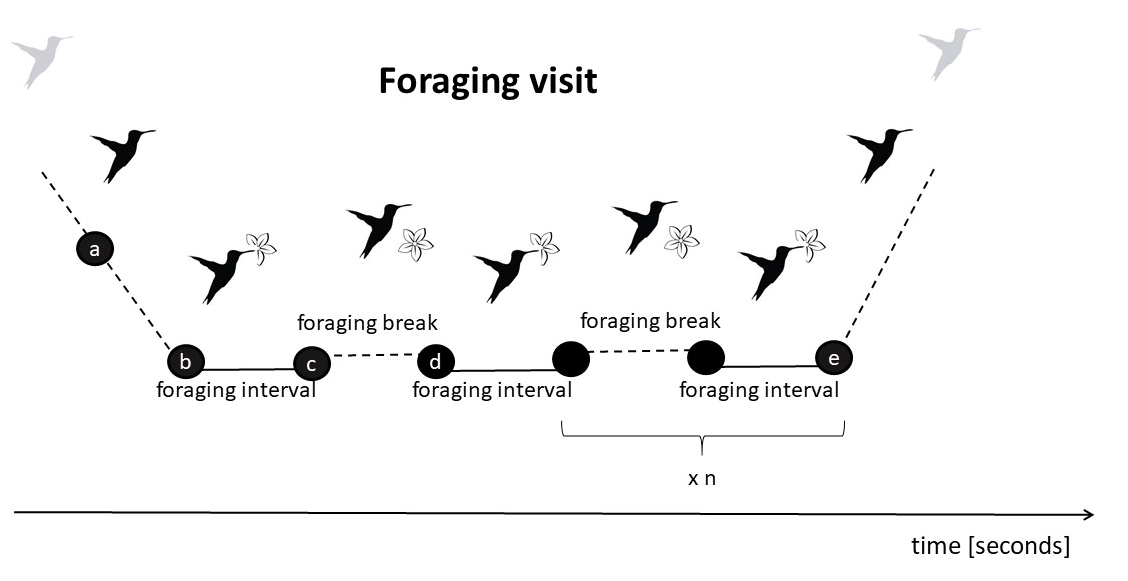 Foraging visit
a
foraging break
foraging break
b
c
d
e
foraging interval
foraging interval
foraging interval
x n
time [seconds]